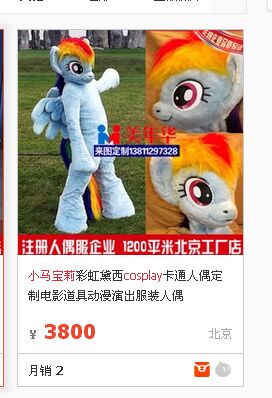 美年华
来图定制13811297328
注册人偶服企业 1200平米北京工厂店
小马宝莉彩虹黛西cosplay卡通人偶定
制电影道具动漫演出服装人偶
¥ 3800
北京
月销 2